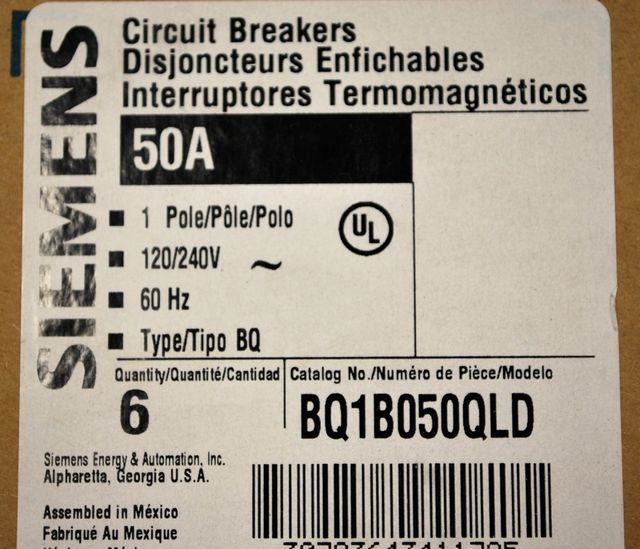 SIEMENS
Circuit Breakers
Disjoncteurs Enfichables
Interruptores Termomagnéticos
50A
1 Pole/Pôle/Polo
UL
120/240V ~
60 Hz
Type/Tipo BQ
Quantity/Quantité/Cantidad
6
Catalog No./Numéro de Pièce/Modelo
BQ1B050QLD
Siemens Energy & Automation, Inc.
Alpharetta, Georgia U.S.A.
Assembled in México
Fabriqué Au Mexique